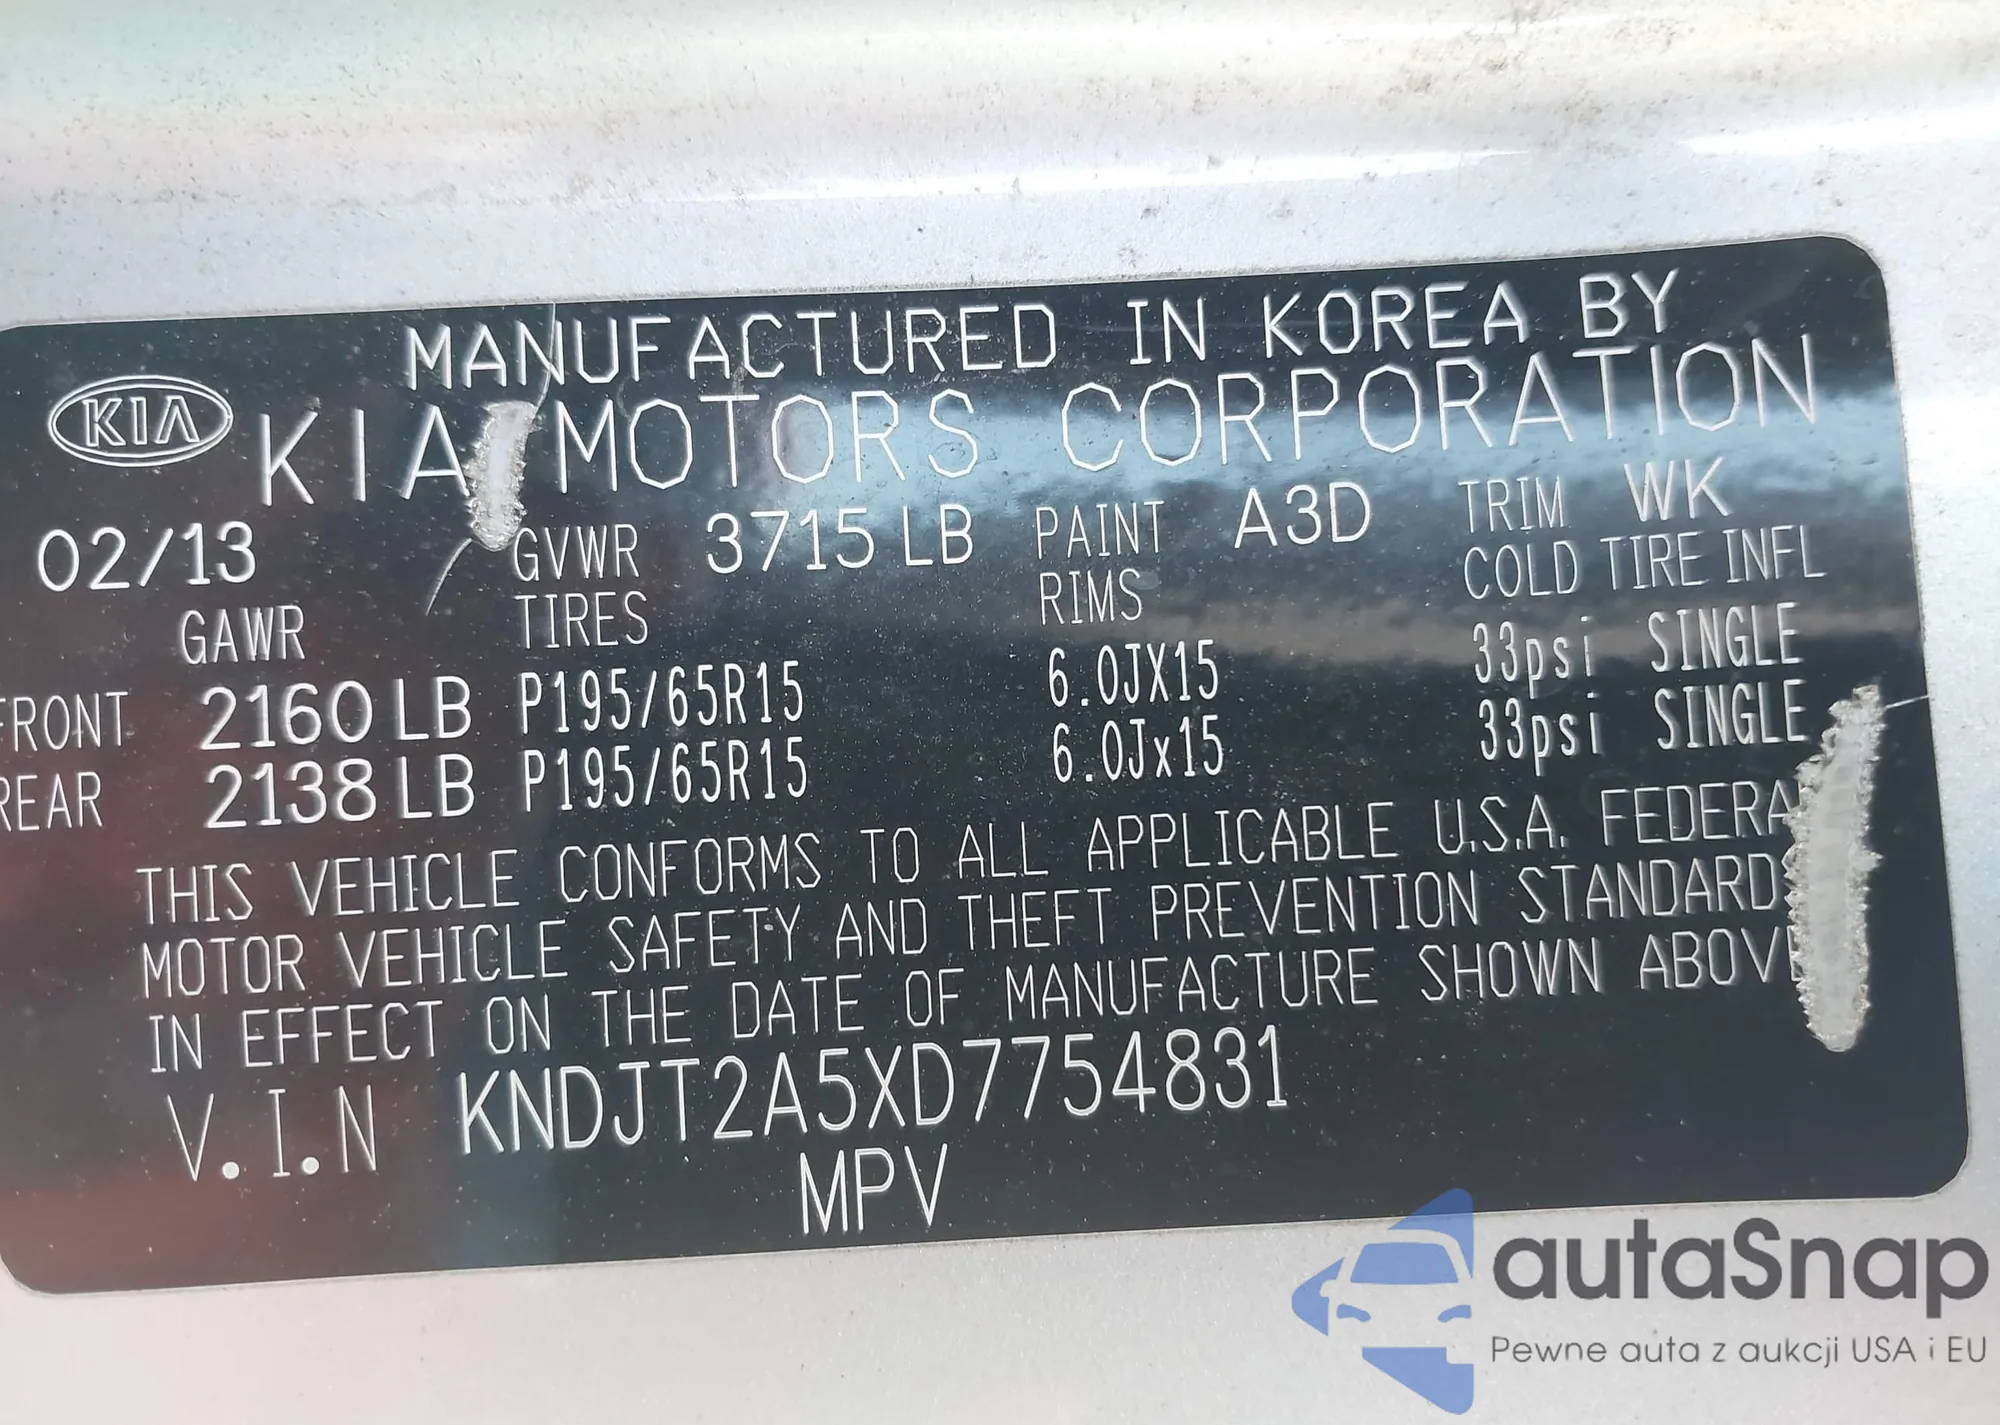 MANUFACTURED IN KOREA BY
KIA KIA MOTORS CORPORATION
02/13 GVWR 3715 LB PAINT A3D TRIM WK
GAWR TIRES RIMS COLD TIRE INFL
FRONT 2160 LB P195/65R15 6.0JX15 33psi SINGLE
REAR 2138 LB P195/65R15 6.0Jx15 33psi SINGLE
THIS VEHICLE CONFORMS TO ALL APPLICABLE U.S.A. FEDERA
MOTOR VEHICLE SAFETY AND THEFT PREVENTION STANDARD
IN EFFECT ON THE DATE OF MANUFACTURE SHOWN ABOV
V.I.N KNDJT2A5XD7754831
MPV
autaSnap
Pewne auta z aukcji USA i EU